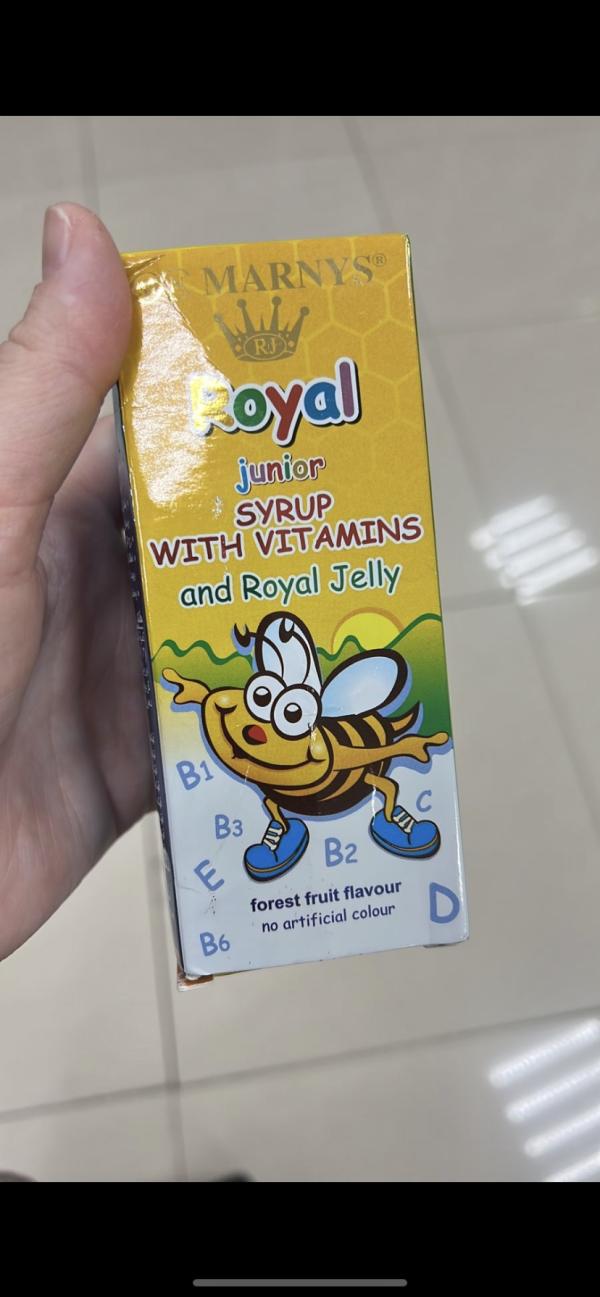 MARNYS®
RJ
Royal
junior
SYRUP
WITH VITAMINS
and Royal Jelly
B1
C
B3
B2
E
forest fruit flavour
no artificial colour
D
B6